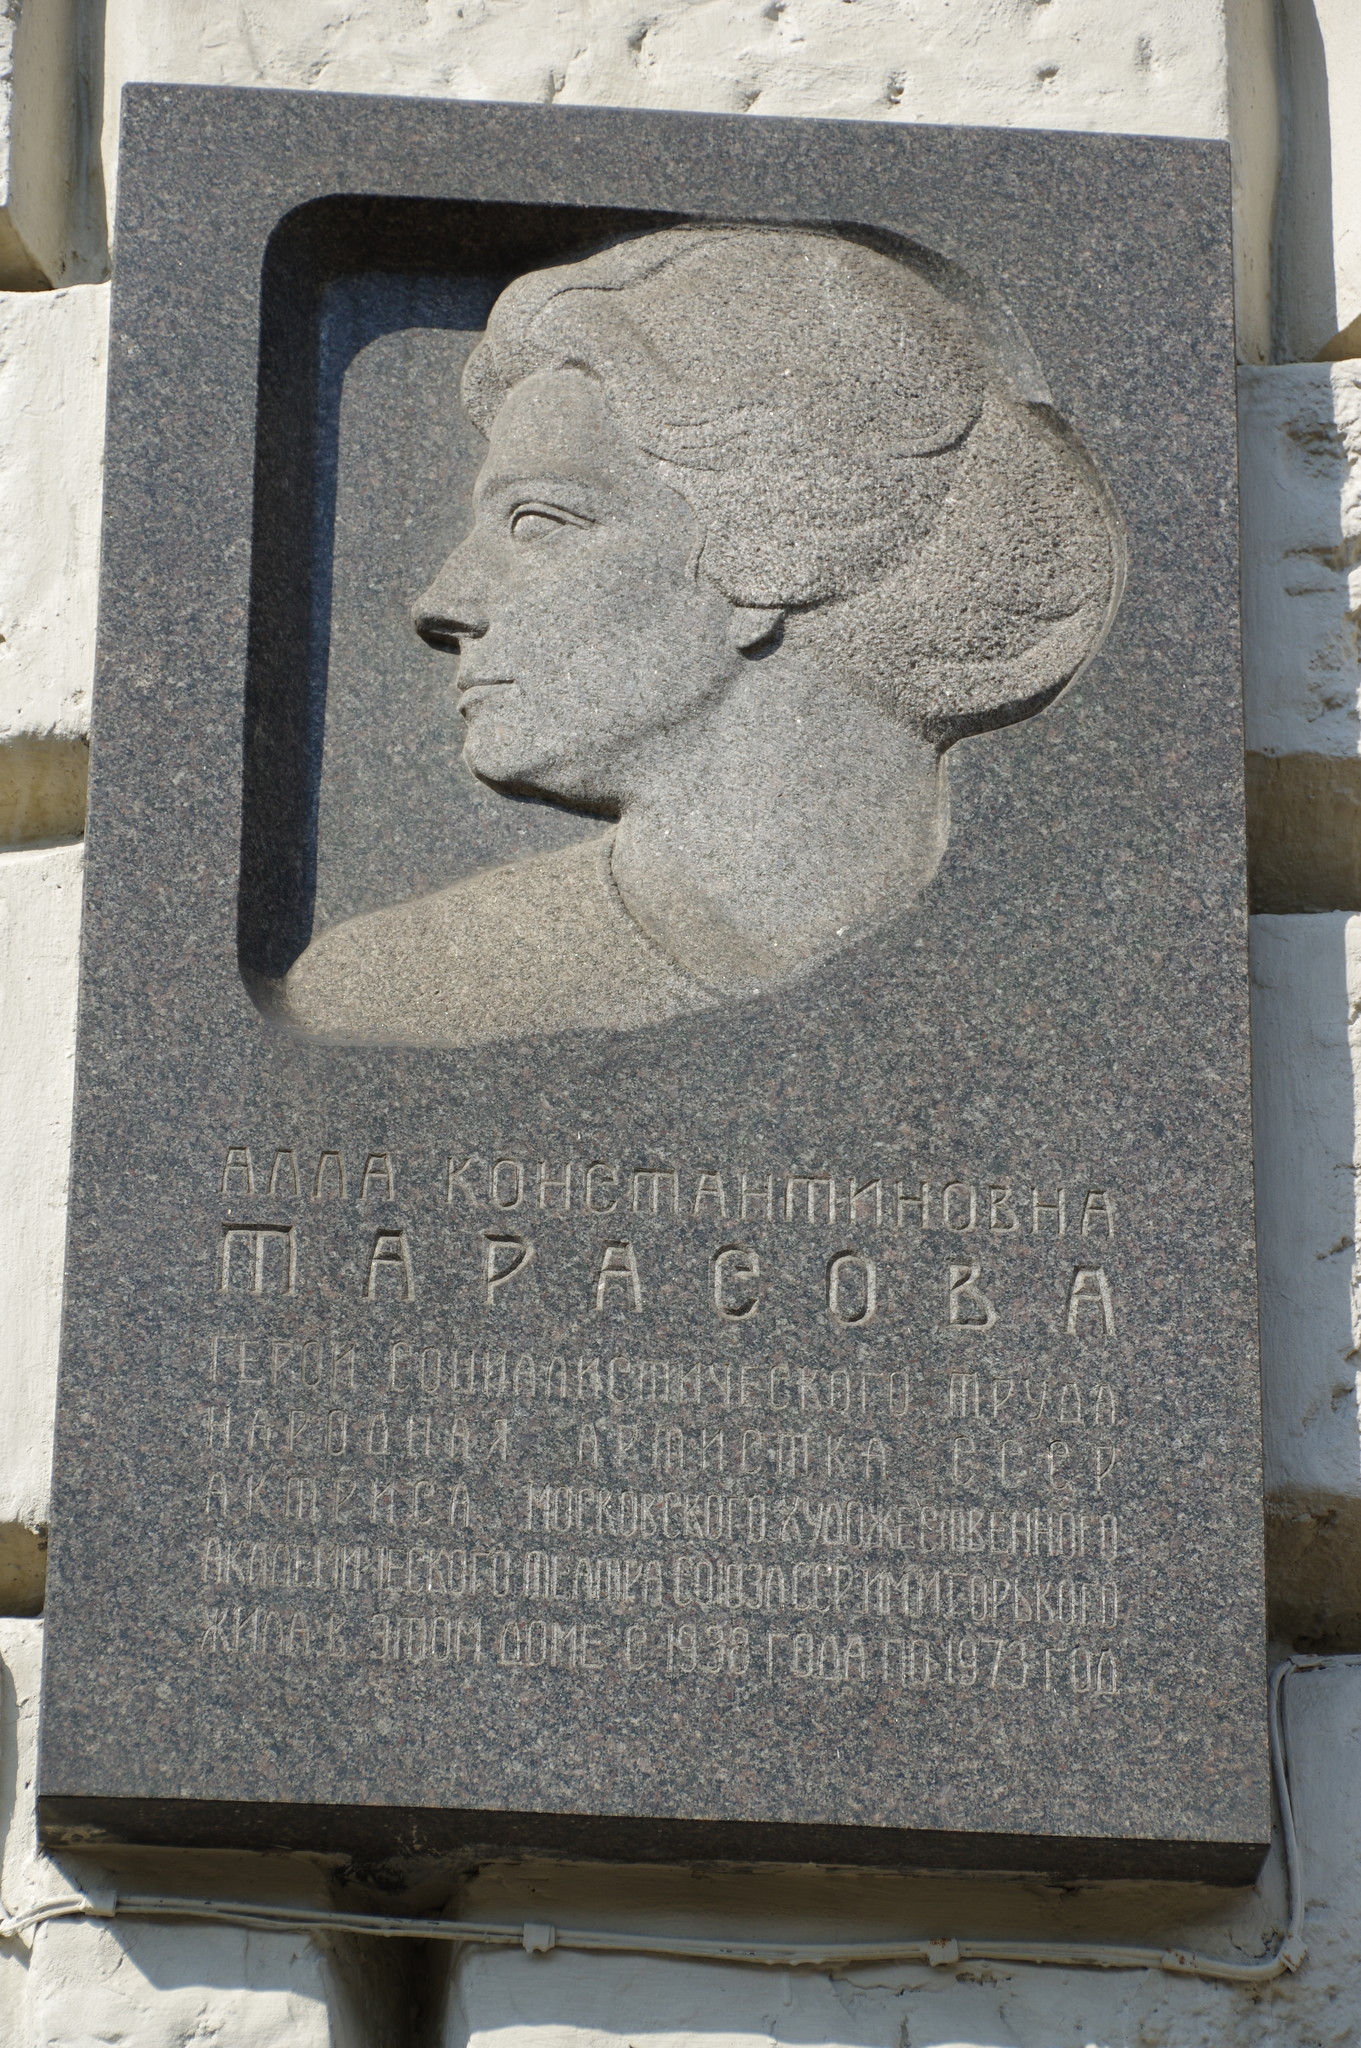 АЛЛА КОНСТАНТИНОВНА
ТАРАСОВА
ГЕРОЙ СОЦИАЛИСТИЧЕСКОГО ТРУДА
НАРОДНАЯ АРТИСТКА СССР
АКТРИСА МОСКОВСКОГО ХУДОЖЕСТВЕННОГО
АКАДЕМИЧЕСКОГО ТЕАТРА СОЮЗА ССР ИМ М ГОРЬКОГО
ЖИЛА В ЭТОМ ДОМЕ С 1938 ГОДА ПО 1973 ГОД